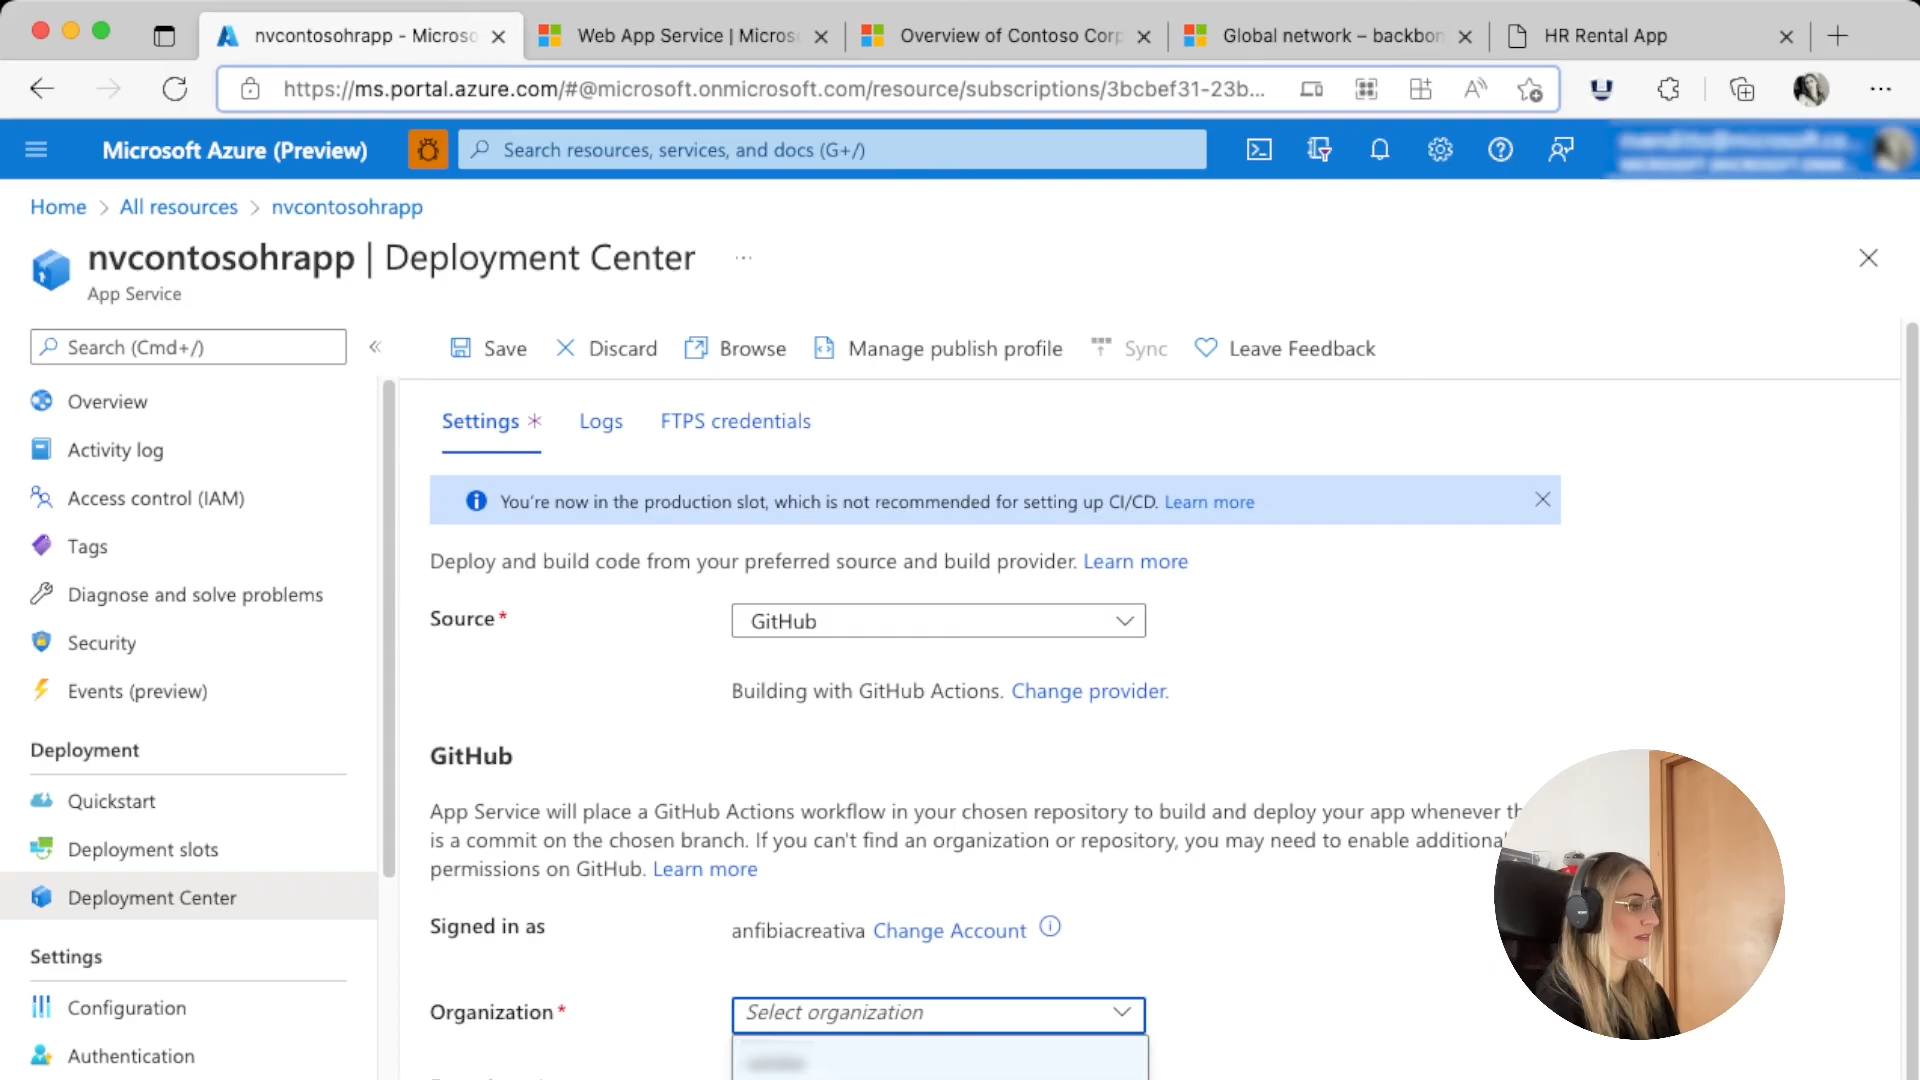 nvcontosohrapp - Microso
Web App Service | Micros
Overview of Contoso Corp
Global network – backbon
HR Rental App
https://ms.portal.azure.com/#@microsoft.onmicrosoft.com/resource/subscriptions/3bcbef31-23b...
Microsoft Azure (Preview)
Search resources, services, and docs (G+/)
Home > All resources > nvcontosohrapp
nvcontosohrapp | Deployment Center ...
App Service
Search (Cmd+/)
Save
Discard
Browse
Manage publish profile
Sync
Leave Feedback
Overview
Activity log
Access control (IAM)
Tags
Diagnose and solve problems
Security
Events (preview)
Deployment
Quickstart
Deployment slots
Deployment Center
Settings
Configuration
Authentication
Settings *
Logs
FTPS credentials
You're now in the production slot, which is not recommended for setting up CI/CD. Learn more
Deploy and build code from your preferred source and build provider. Learn more
Source *
GitHub
Building with GitHub Actions. Change provider.
GitHub
App Service will place a GitHub Actions workflow in your chosen repository to build and deploy your app whenever th
is a commit on the chosen branch. If you can't find an organization or repository, you may need to enable additional
permissions on GitHub. Learn more
Signed in as
anfibiacreativa Change Account
Organization *
Select organization